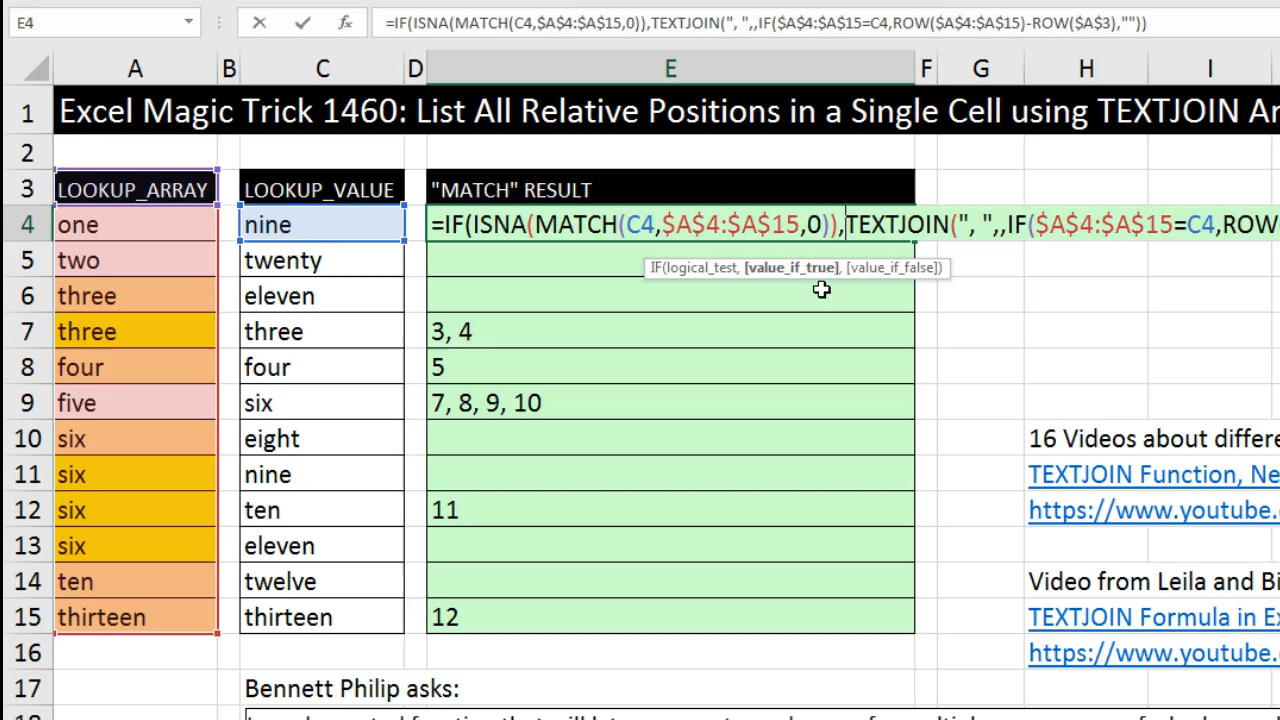 E4
=IF(ISNA(MATCH(C4,$A$4:$A$15,0)),TEXTJOIN(", ",,IF($A$4:$A$15=C4,ROW($A$4:$A$15)-ROW($A$3),""))
A B C D E F G H I
1 Excel Magic Trick 1460: List All Relative Positions in a Single Cell using TEXTJOIN Ar
2
3 LOOKUP_ARRAY LOOKUP_VALUE "MATCH" RESULT
4 one nine =IF(ISNA(MATCH(C4,$A$4:$A$15,0)),TEXTJOIN(", ",,IF($A$4:$A$15=C4,ROW
5 two twenty
IF(logical_test, [value_if_true], [value_if_false])
6 three eleven
7 three three 3, 4
8 four four 5
9 five six 7, 8, 9, 10
10 six eight 16 Videos about differe
11 six nine TEXTJOIN Function, Ne
12 six ten 11 https://www.youtube.
13 six eleven
14 ten twelve Video from Leila and Bi
15 thirteen thirteen 12 TEXTJOIN Formula in Ex
16 https://www.youtube.
17 Bennett Philip asks: